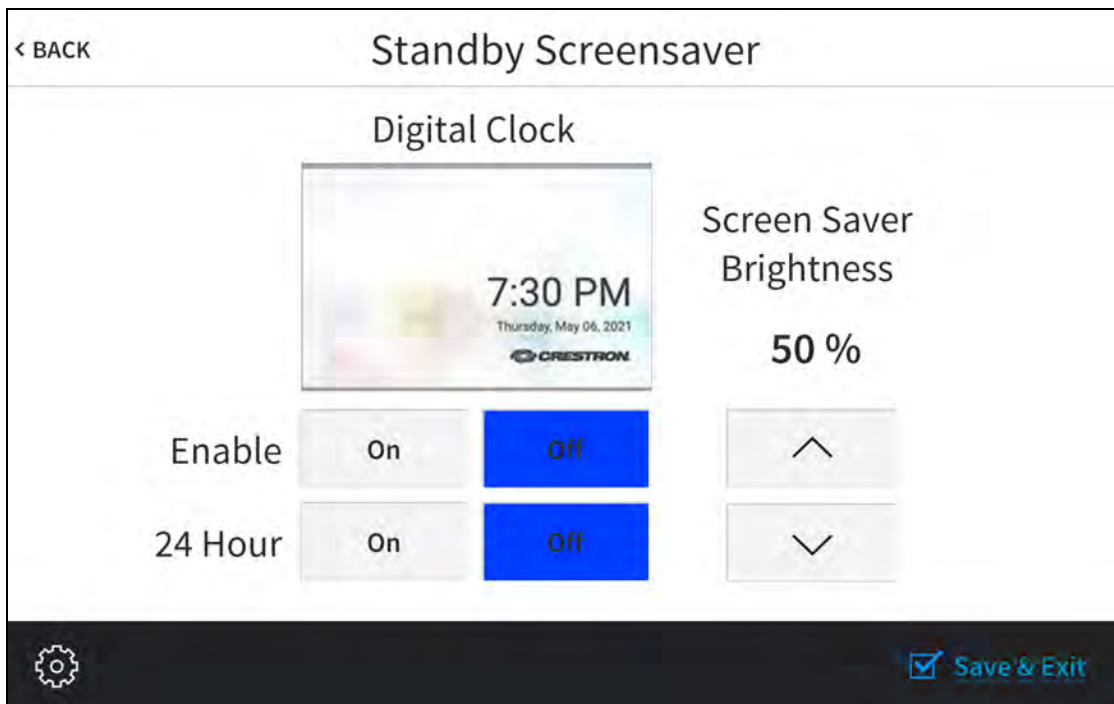 < BACK
Standby Screensaver
Digital Clock
7:30 PM
Thursday, May 06, 2021
CRESTRON
Screen Saver
Brightness
50 %
Enable
On
Off
24 Hour
On
Off
Save & Exit